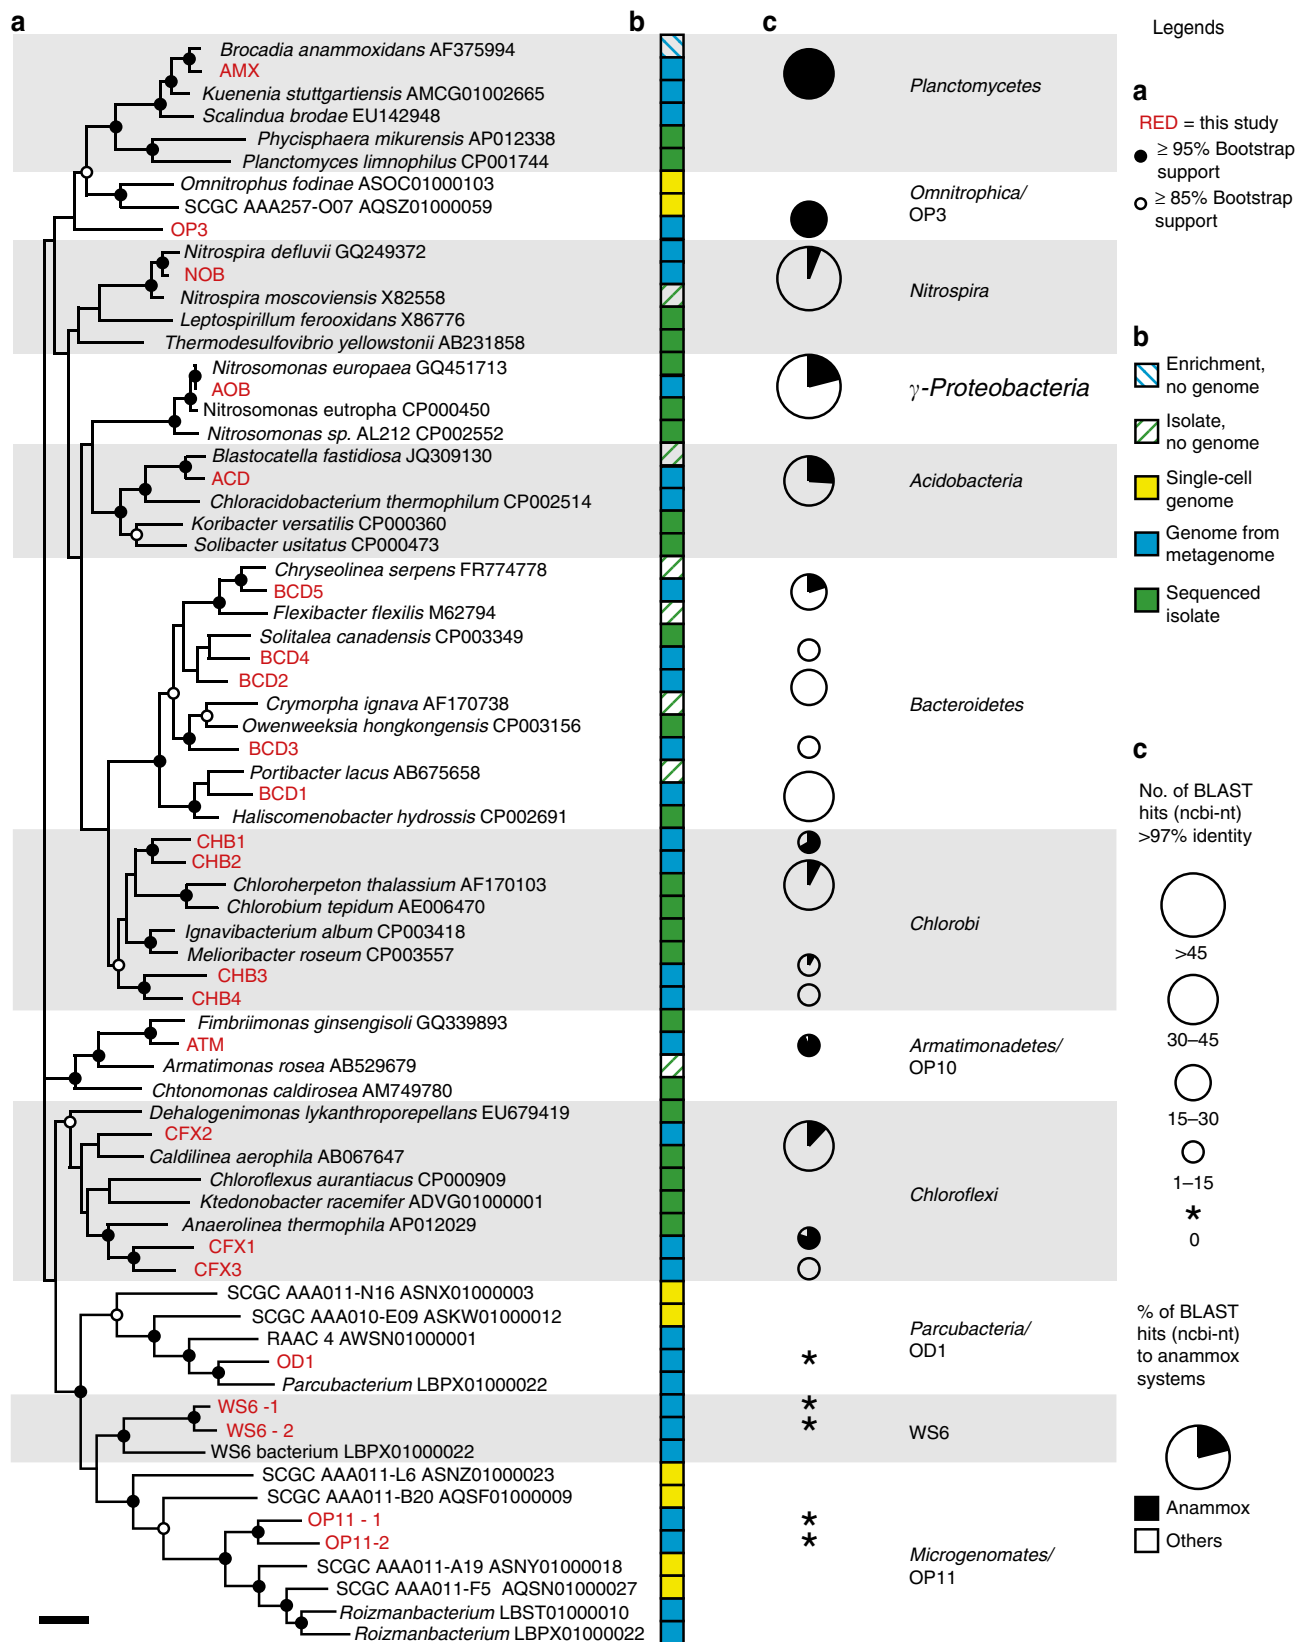 a
b
c
Legends
Brocadia anammoxidans AF375994
AMX
Kuenenia stuttgartiensis AMCG01002665
Scalindua brodae EU142948
Phycisphaera mikurensis AP012338
Planctomyces limnophilus CP001744
Planctomycetes
Omnitrophus fodinae ASOC01000103
SCGC AAA257-O07 AQSZ01000059
OP3
Omnitrophica/
OP3
Nitrospira defluvii GQ249372
NOB
Nitrospira moscoviensis X82558
Leptospirillum ferooxidans X86776
Thermodesulfovibrio yellowstonii AB231858
Nitrospira
Nitrosomonas europaea GQ451713
AOB
Nitrosomonas eutropha CP000450
Nitrosomonas sp. AL212 CP002552
γ-Proteobacteria
Blastocatella fastidiosa JQ309130
ACD
Chloracidobacterium thermophilum CP002514
Koribacter versatilis CP000360
Solibacter usitatus CP000473
Acidobacteria
Chryseolinea serpens FR774778
BCD5
Flexibacter flexilis M62794
Solitalea canadensis CP003349
BCD4
BCD2
Crymorpha ignava AF170738
Owenweeksia hongkongensis CP003156
BCD3
Portibacter lacus AB675658
BCD1
Haliscomenobacter hydrossis CP002691
Bacteroidetes
CHB1
CHB2
Chloroherpeton thalassium AF170103
Chlorobium tepidum AE006470
Ignavibacterium album CP003418
Melioribacter roseum CP003557
CHB3
CHB4
Chlorobi
Fimbriimonas ginsengisoli GQ339893
ATM
Armatimonas rosea AB529679
Chtonomonas caldirosea AM749780
Armatimonadetes/
OP10
Dehalogenimonas lykanthroporepellans EU679419
CFX2
Caldilinea aerophila AB067647
Chloroflexus aurantiacus CP000909
Ktedonobacter racemifer ADVG01000001
Anaerolinea thermophila AP012029
CFX1
CFX3
Chloroflexi
SCGC AAA011-N16 ASNX01000003
SCGC AAA010-E09 ASKW01000012
RAAC 4 AWSN01000001
OD1
Parcubacterium LBPX01000022
Parcubacteria/
OD1
*
WS6 -1
WS6 - 2
WS6 bacterium LBPX01000022
*
*
WS6
SCGC AAA011-L6 ASNZ01000023
SCGC AAA011-B20 AQSF01000009
OP11 - 1
OP11-2
SCGC AAA011-A19 ASNY01000018
SCGC AAA011-F5 AQSN01000027
Roizmanbacterium LBST01000010
Roizmanbacterium LBPX01000022
*
*
Microgenomates/
OP11
a
RED = this study
≥ 95% Bootstrap
support
≥ 85% Bootstrap
support
b
Enrichment,
no genome
Isolate,
no genome
Single-cell
genome
Genome from
metagenome
Sequenced
isolate
c
No. of BLAST
hits (ncbi-nt)
>97% identity
>45
30–45
15–30
1–15
*
0
% of BLAST
hits (ncbi-nt)
to anammox
systems
Anammox
Others